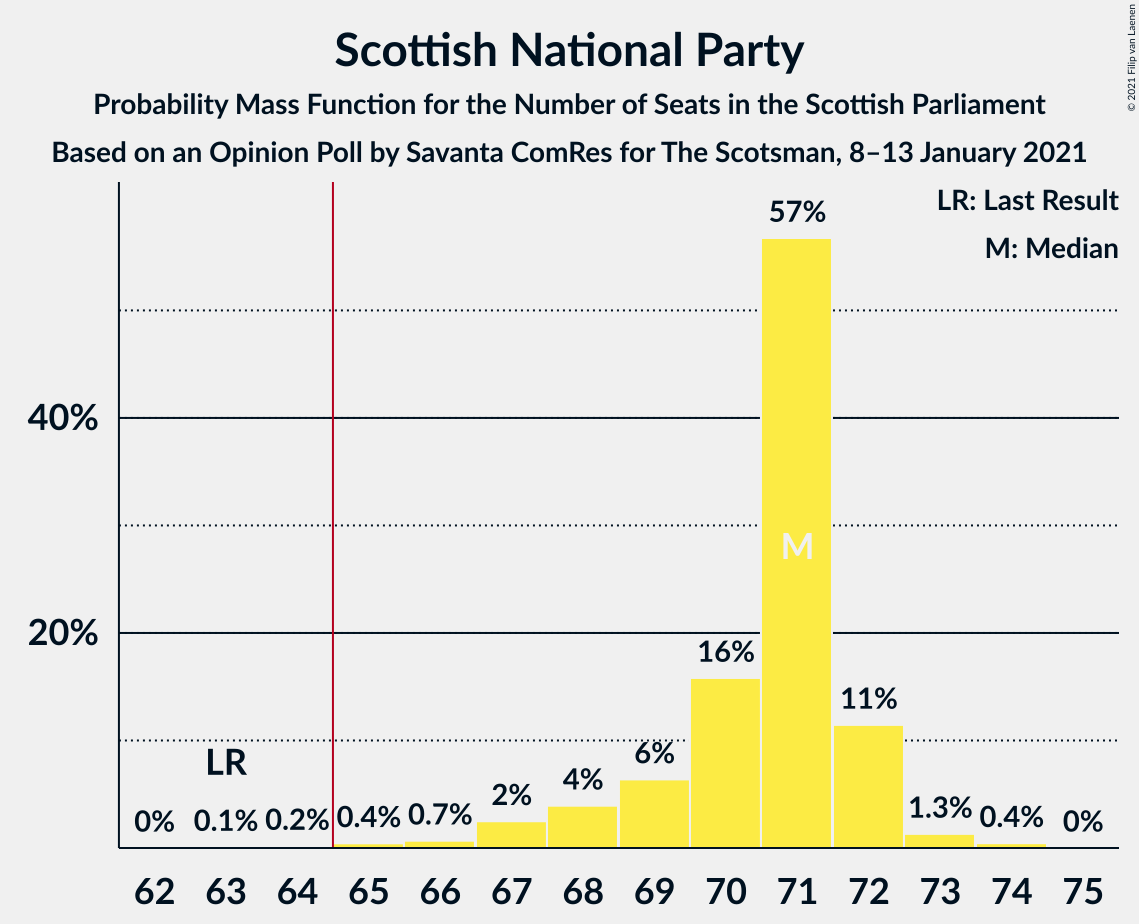 Scottish National Party
Probability Mass Function for the Number of Seats in the Scottish Parliament
Based on an Opinion Poll by Savanta ComRes for The Scotsman, 8–13 January 2021
© 2021 Filip van Laenen
LR: Last Result
M: Median
40%
20%
LR
0%
0.1%
0.2%
0.4%
0.7%
2%
4%
6%
16%
57%
M
11%
1.3%
0.4%
0%
62 63 64 65 66 67 68 69 70 71 72 73 74 75